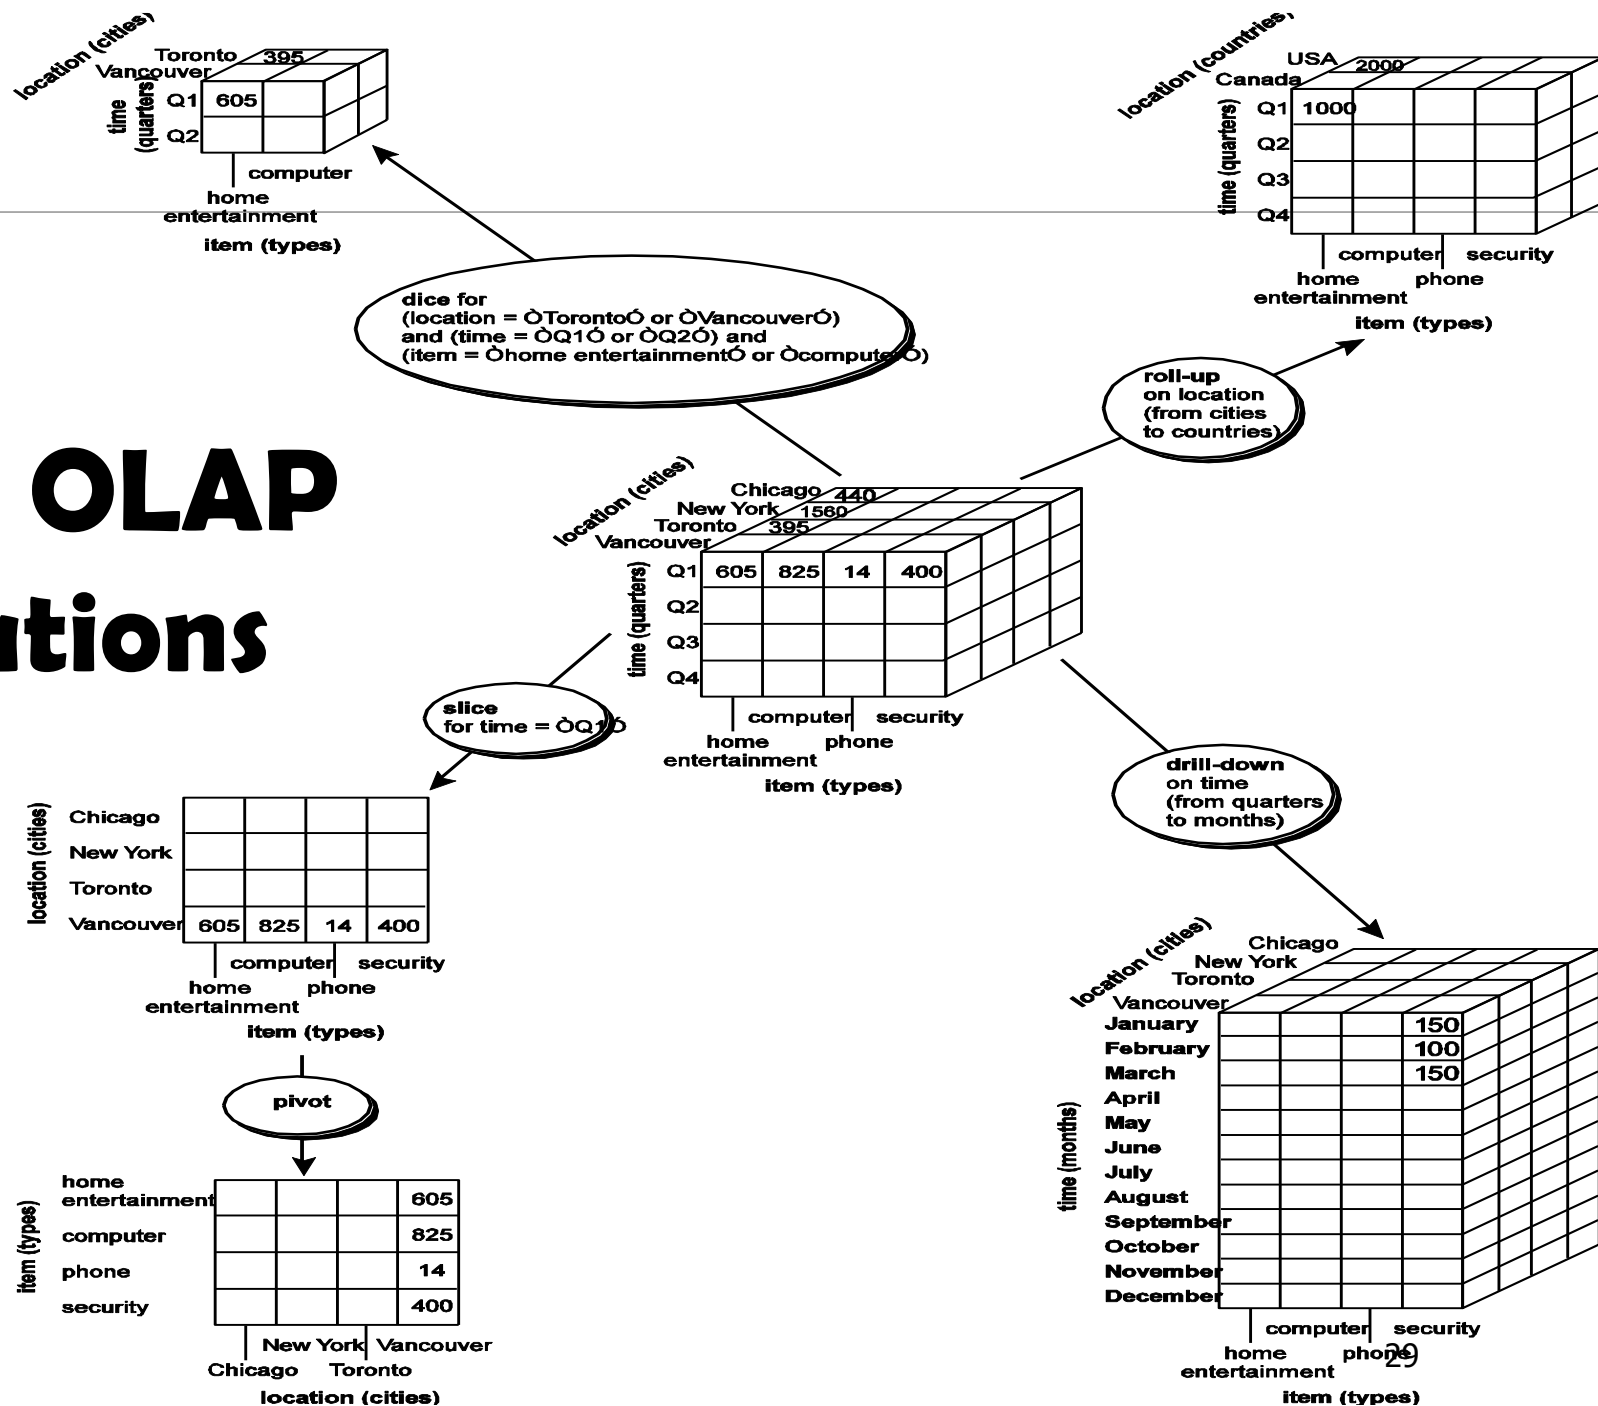 location (cities)
Toronto 395
Vancouver
time
(quarters)
Q1 605
Q2
computer
home
entertainment
item (types)
location (countries)
USA 2000
Canada
time (quarters)
Q1 1000
Q2
Q3
Q4
computer security
home phone
entertainment
item (types)
dice for
(location = ÒTorontoÓ or ÒVancouverÓ)
and (time = ÒQ1Ó or ÒQ2Ó) and
(item = Òhome entertainmentÓ or ÒcomputerÓ)
roll-up
on location
(from cities
to countries)
OLAP
ations
location (cities)
Chicago 440
New York 1560
Toronto 395
Vancouver
time (quarters)
Q1 605 825 14 400
Q2
Q3
Q4
computer security
home phone
entertainment
item (types)
slice
for time = ÒQ1Ó
drill-down
on time
(from quarters
to months)
location (cities)
Chicago
New York
Toronto
Vancouver 605 825 14 400
computer security
home phone
entertainment
item (types)
pivot
item (types)
home
entertainment 605
computer 825
phone 14
security 400
New York Vancouver
Chicago Toronto
location (cities)
location (cities)
Chicago
New York
Toronto
Vancouver
time (months)
January 150
February 100
March 150
April
May
June
July
August
September
October
November
December
computer security
home phone
entertainment
item (types)
29